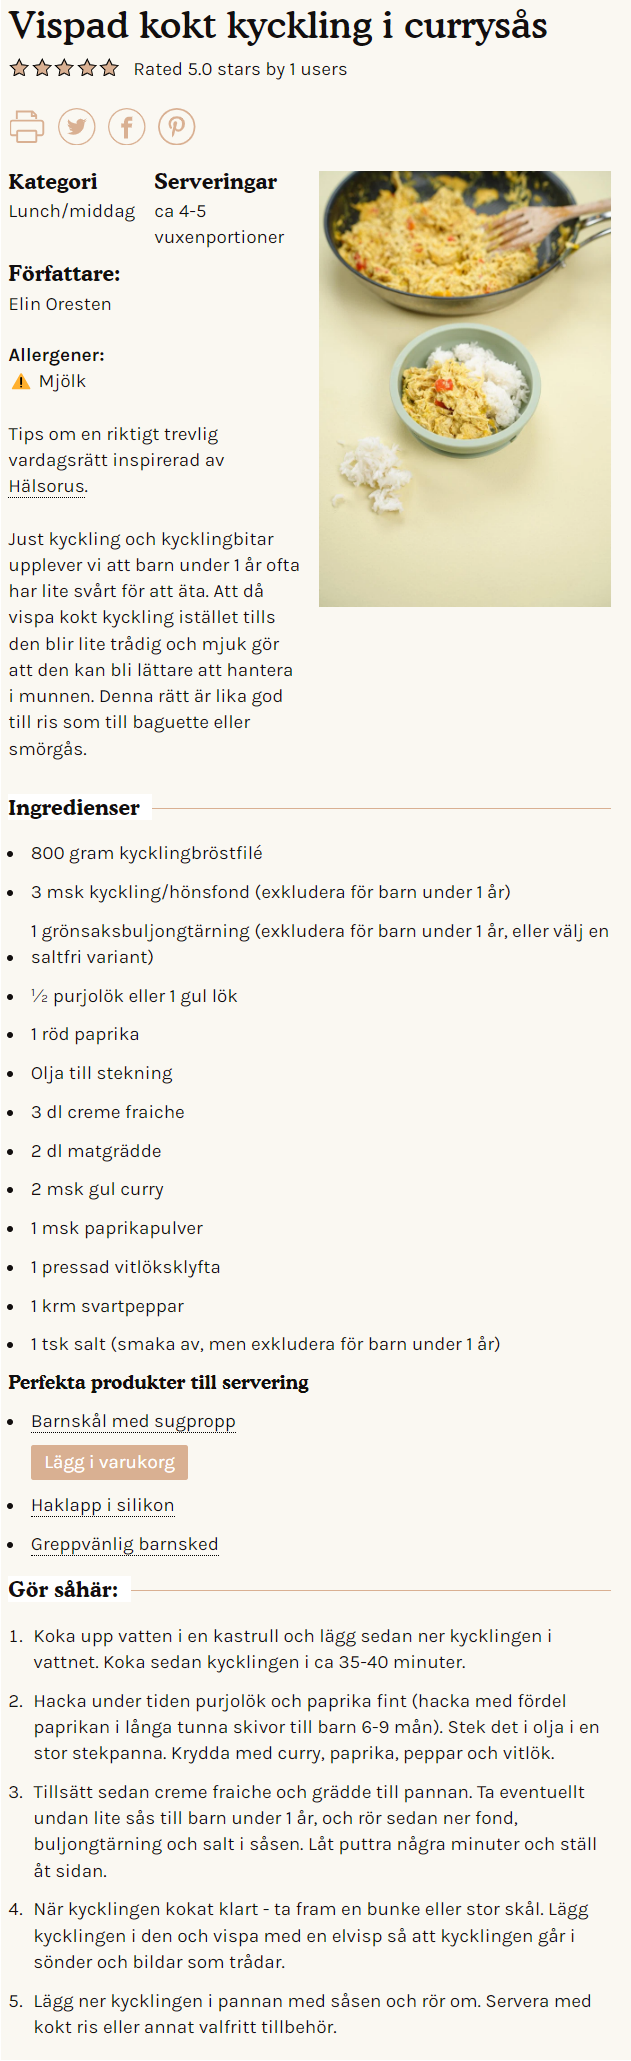 Vispad kokt kyckling i currysås
Rated 5.0 stars by 1 users
Kategori
Lunch/middag
Serveringar
ca 4-5
vuxenportioner
Författare:
Elin Oresten
Allergener:
⚠️ Mjölk
Tips om en riktigt trevlig
vardagsrätt inspirerad av
Hälsorus.
Just kyckling och kycklingbitar
upplever vi att barn under 1 år ofta
har lite svårt för att äta. Att då
vispa kokt kyckling istället tills
den blir lite trådig och mjuk gör
att den kan bli lättare att hantera
i munnen. Denna rätt är lika god
till ris som till baguette eller
smörgås.
Ingredienser
• 800 gram kycklingbröstfilé
• 3 msk kyckling/hönsfond (exkludera för barn under 1 år)
1 grönsaksbuljongtärning (exkludera för barn under 1 år, eller välj en
• saltfri variant)
• ½ purjolök eller 1 gul lök
• 1 röd paprika
• Olja till stekning
• 3 dl creme fraiche
• 2 dl matgrädde
• 2 msk gul curry
• 1 msk paprikapulver
• 1 pressad vitlöksklyfta
• 1 krm svartpeppar
• 1 tsk salt (smaka av, men exkludera för barn under 1 år)
Perfekta produkter till servering
• Barnskål med sugpropp
Lägg i varukorg
• Haklapp i silikon
• Greppvänlig barnsked
Gör såhär:
1. Koka upp vatten i en kastrull och lägg sedan ner kycklingen i
vattnet. Koka sedan kycklingen i ca 35-40 minuter.
2. Hacka under tiden purjolök och paprika fint (hacka med fördel
paprikan i långa tunna skivor till barn 6-9 mån). Stek det i olja i en
stor stekpanna. Krydda med curry, paprika, peppar och vitlök.
3. Tillsätt sedan creme fraiche och grädde till pannan. Ta eventuellt
undan lite sås till barn under 1 år, och rör sedan ner fond,
buljongtärning och salt i såsen. Låt puttra några minuter och ställ
åt sidan.
4. När kycklingen kokat klart - ta fram en bunke eller stor skål. Lägg
kycklingen i den och vispa med en elvisp så att kycklingen går i
sönder och bildar som trådar.
5. Lägg ner kycklingen i pannan med såsen och rör om. Servera med
kokt ris eller annat valfritt tillbehör.